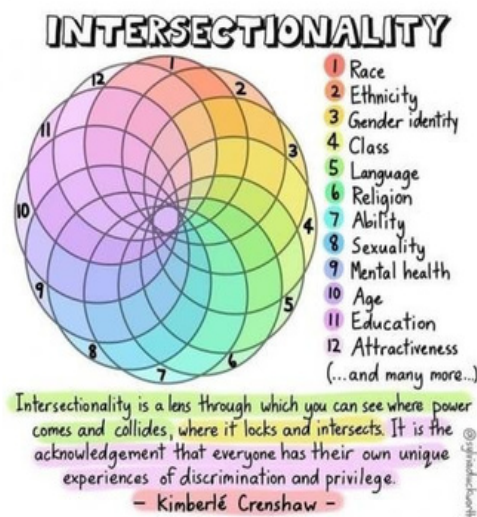 INTERSECTIONALITY
1 Race
2 Ethnicity
3 Gender identity
4 Class
5 Language
6 Religion
7 Ability
8 Sexuality
9 Mental health
10 Age
11 Education
12 Attractiveness
(...and many more...)
1
2
3
4
5
6
7
8
9
10
11
12
Intersectionality is a lens through which you can see where power
comes and collides, where it locks and intersects. It is the
acknowledgement that everyone has their own unique
experiences of discrimination and privilege.
- Kimberlé Crenshaw -
@sylviaduckworth